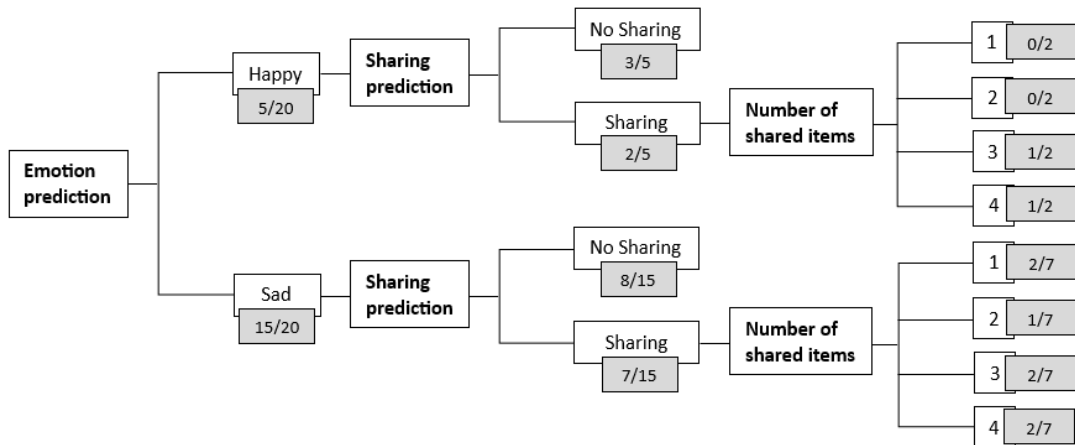 Emotion
prediction
Happy
5/20
Sharing
prediction
No Sharing
3/5
Sharing
2/5
Number of
shared items
1 0/2
2 0/2
3 1/2
4 1/2
Sad
15/20
Sharing
prediction
No Sharing
8/15
Sharing
7/15
Number of
shared items
1 2/7
2 1/7
3 2/7
4 2/7